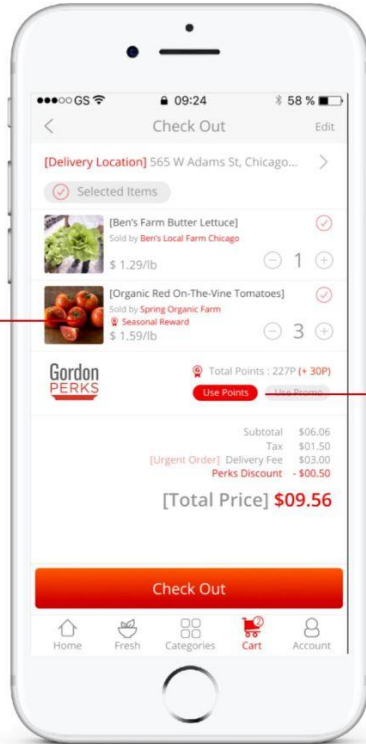 GS 09:24 58 %
Check Out Edit
[Delivery Location] 565 W Adams St, Chicago...
Selected Items
[Ben's Farm Butter Lettuce]
Sold by Ben's Local Farm Chicago
$ 1.29/lb 1
[Organic Red On-The-Vine Tomatoes]
Sold by Spring Organic Farm
Seasonal Reward
$ 1.59/lb 3
Gordon
PERKS
Total Points : 227P (+ 30P)
Use Points Use Promo
Subtotal $06.06
Tax $01.50
[Urgent Order] Delivery Fee $03.00
Perks Discount - $00.50
[Total Price] $09.56
Check Out
2
Home Fresh Categories Cart Account